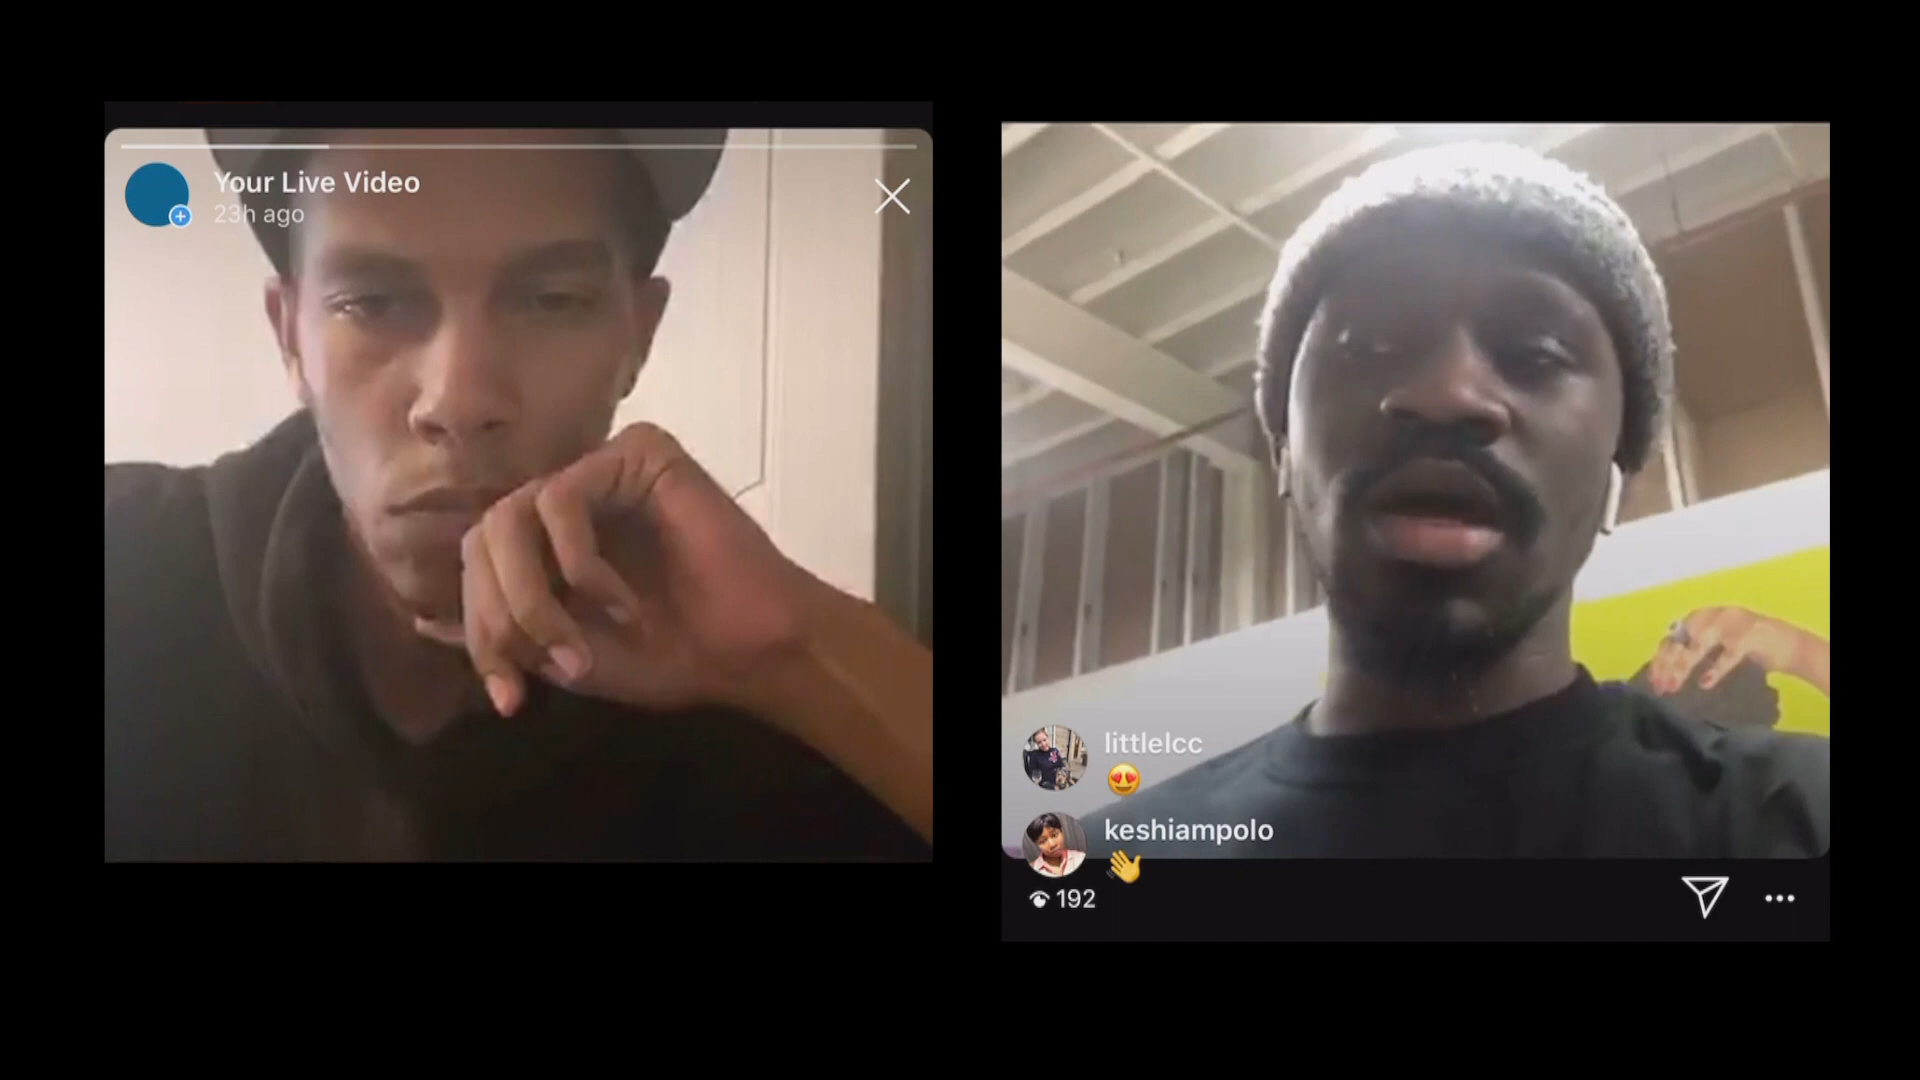 Your Live Video
23h ago
littlelcc
😍
keshiampolo
👋
192